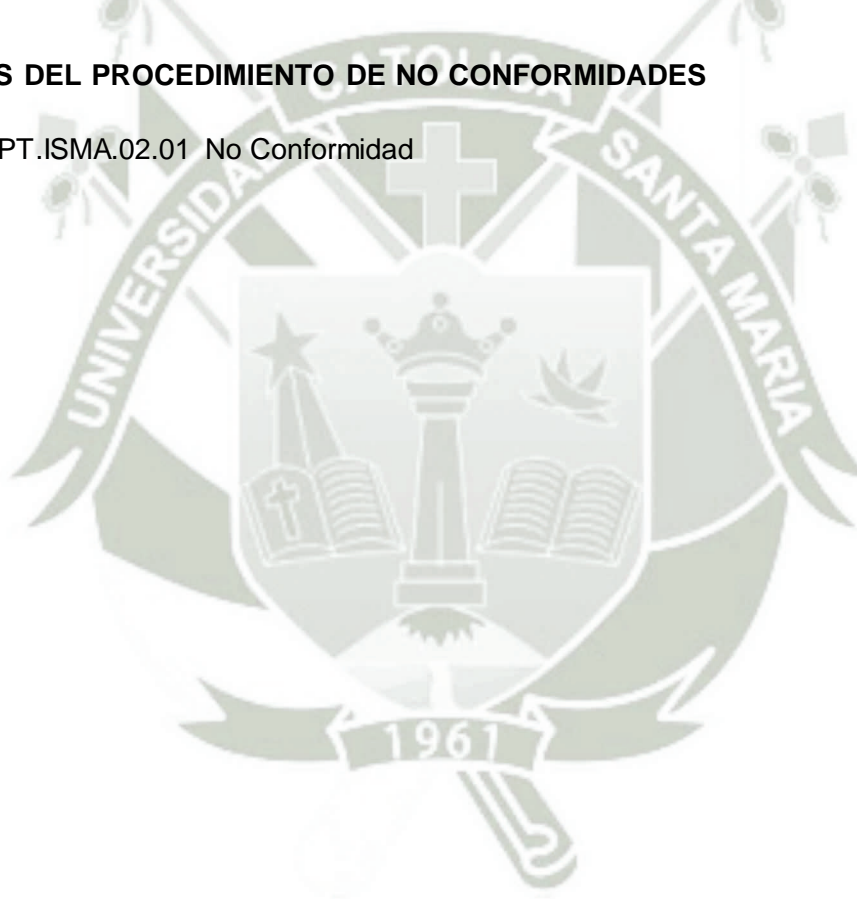 S DEL PROCEDIMIENTO DE NO CONFORMIDADES
PT.ISMA.02.01 No Conformidad
UNIVERSIDAD CATOLICA SANTA MARIA
1961